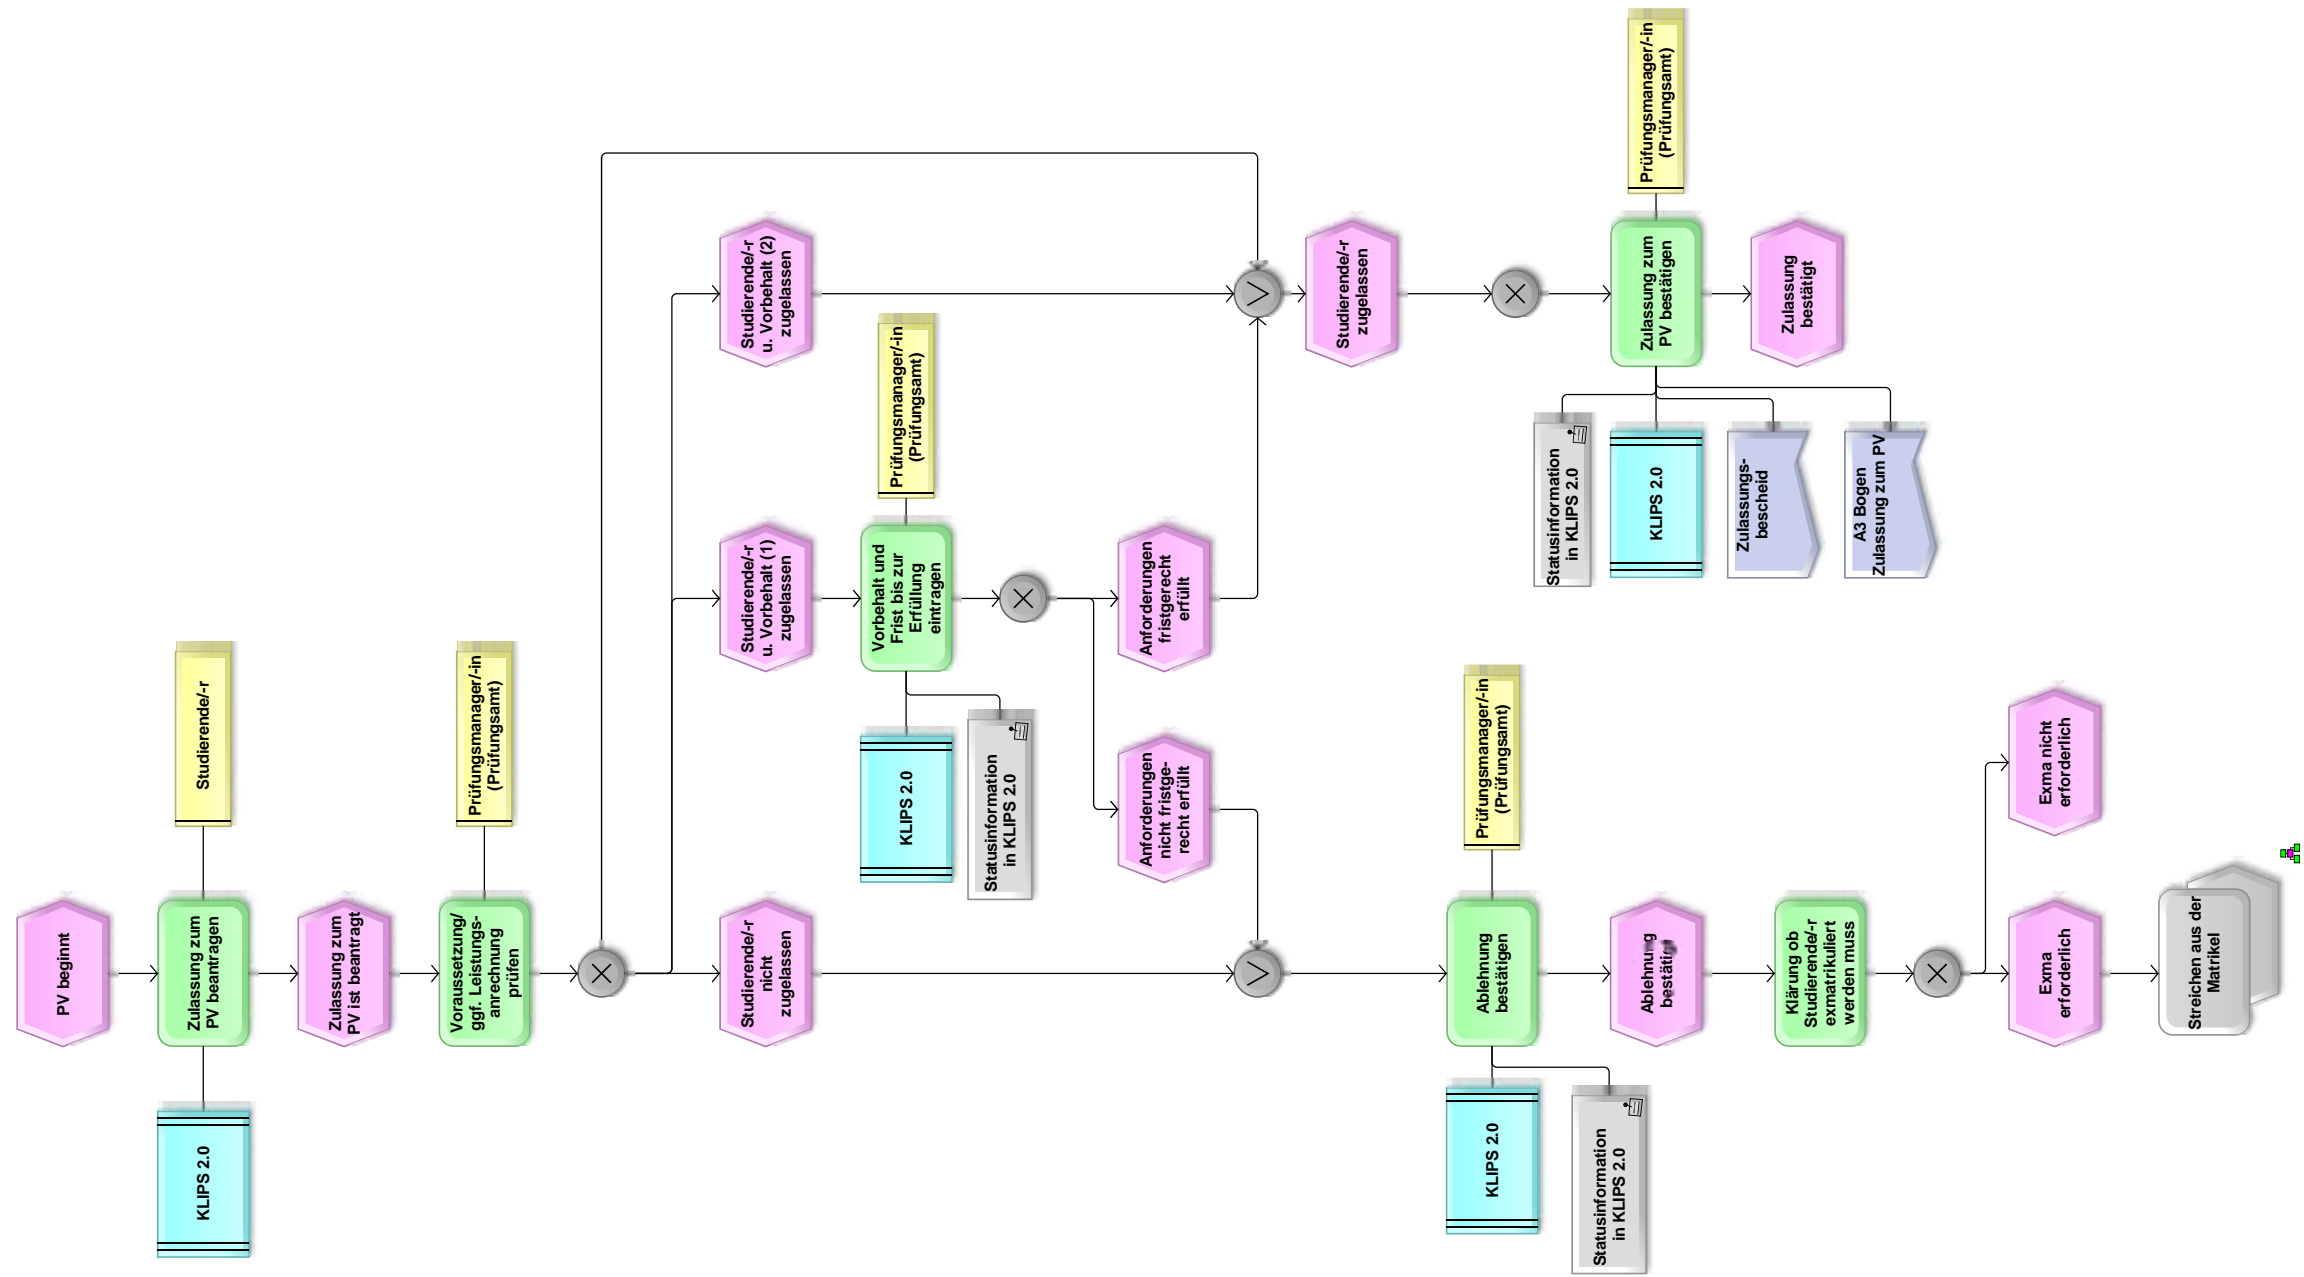 PV beginnt
Studierende/-r
Zulassung zum
PV beantragen
KLIPS 2.0
Zulassung zum
PV ist beantragt
Prüfungsmanager/-in
(Prüfungsamt)
Voraussetzung/
ggf. Leistungs-
anrechnung
prüfen
Studierende/-r
u. Vorbehalt (2)
zugelassen
Studierende/-r
u. Vorbehalt (1)
zugelassen
Studierende/-r
nicht
zugelassen
Prüfungsmanager/-in
(Prüfungsamt)
Vorbehalt und
Frist bis zur
Erfüllung
eintragen
KLIPS 2.0
Statusinformation
in KLIPS 2.0
Anforderungen
fristgerecht
erfüllt
Anforderungen
nicht fristge-
recht erfüllt
Studierende/-r
zugelassen
Prüfungsmanager/-in
(Prüfungsamt)
Zulassung zum
PV bestätigen
Statusinformation
in KLIPS 2.0
KLIPS 2.0
Zulassungs-
bescheid
A3 Bogen
Zulassung zum PV
Zulassung
bestätigt
Prüfungsmanager/-in
(Prüfungsamt)
Ablehnung
bestätigen
KLIPS 2.0
Statusinformation
in KLIPS 2.0
Ablehnung
bestätigt
Klärung ob
Studierende/-r
exmatrikuliert
werden muss
Exma nicht
erforderlich
Exma
erforderlich
Streichen aus der
Matrikel